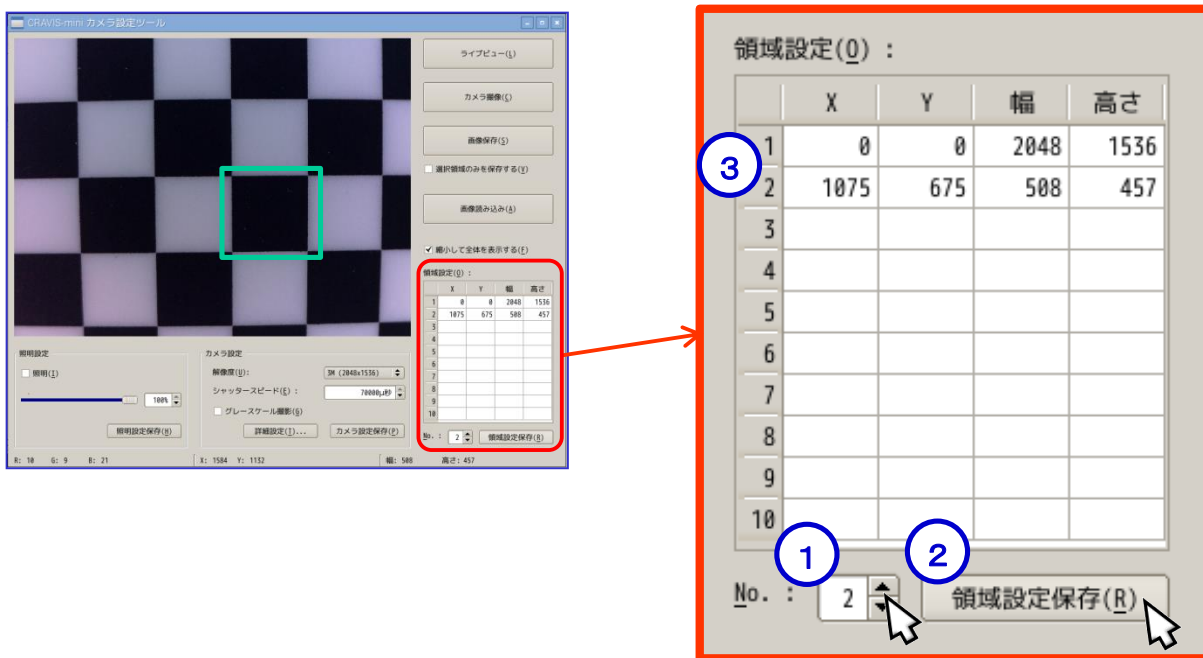 CRAVIS-mini カメラ設定ツール
ライブビュー(L)
カメラ撮像(C)
画像保存(S)
選択領域のみを保存する(V)
画像読み込み(A)
縮小して全体を表示する(F)
領域設定(O) :
X Y 幅 高さ
1 0 0 2048 1536
2 1075 675 508 457
3
4
5
6
7
8
9
10
No. : 2 領域設定保存(R)
照明設定
照明(I)
100%
照明設定保存(H)
カメラ設定
解像度(U): 3M (2048x1536)
シャッタースピード(E) : 70000μ秒
グレースケール撮影(G)
詳細設定(T)... カメラ設定保存(P)
R: 10 G: 9 B: 21 X: 1584 Y: 1132 幅: 508 高さ: 457
領域設定(O) :
X Y 幅 高さ
1 0 0 2048 1536
③
2 1075 675 508 457
3
4
5
6
7
8
9
10
① ②
No. : 2 領域設定保存(R)